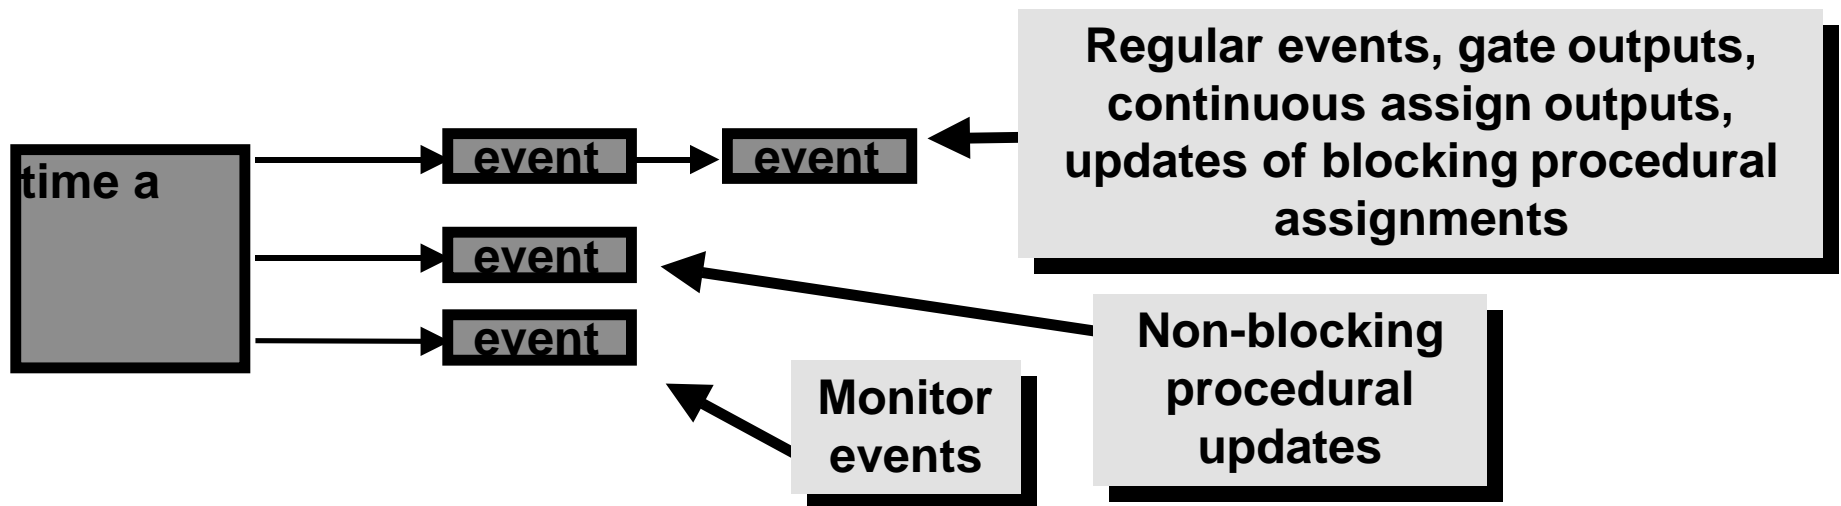 Regular events, gate outputs,
continuous assign outputs,
updates of blocking procedural
assignments
time a
event
event
event
event
Non-blocking
procedural
updates
Monitor
events